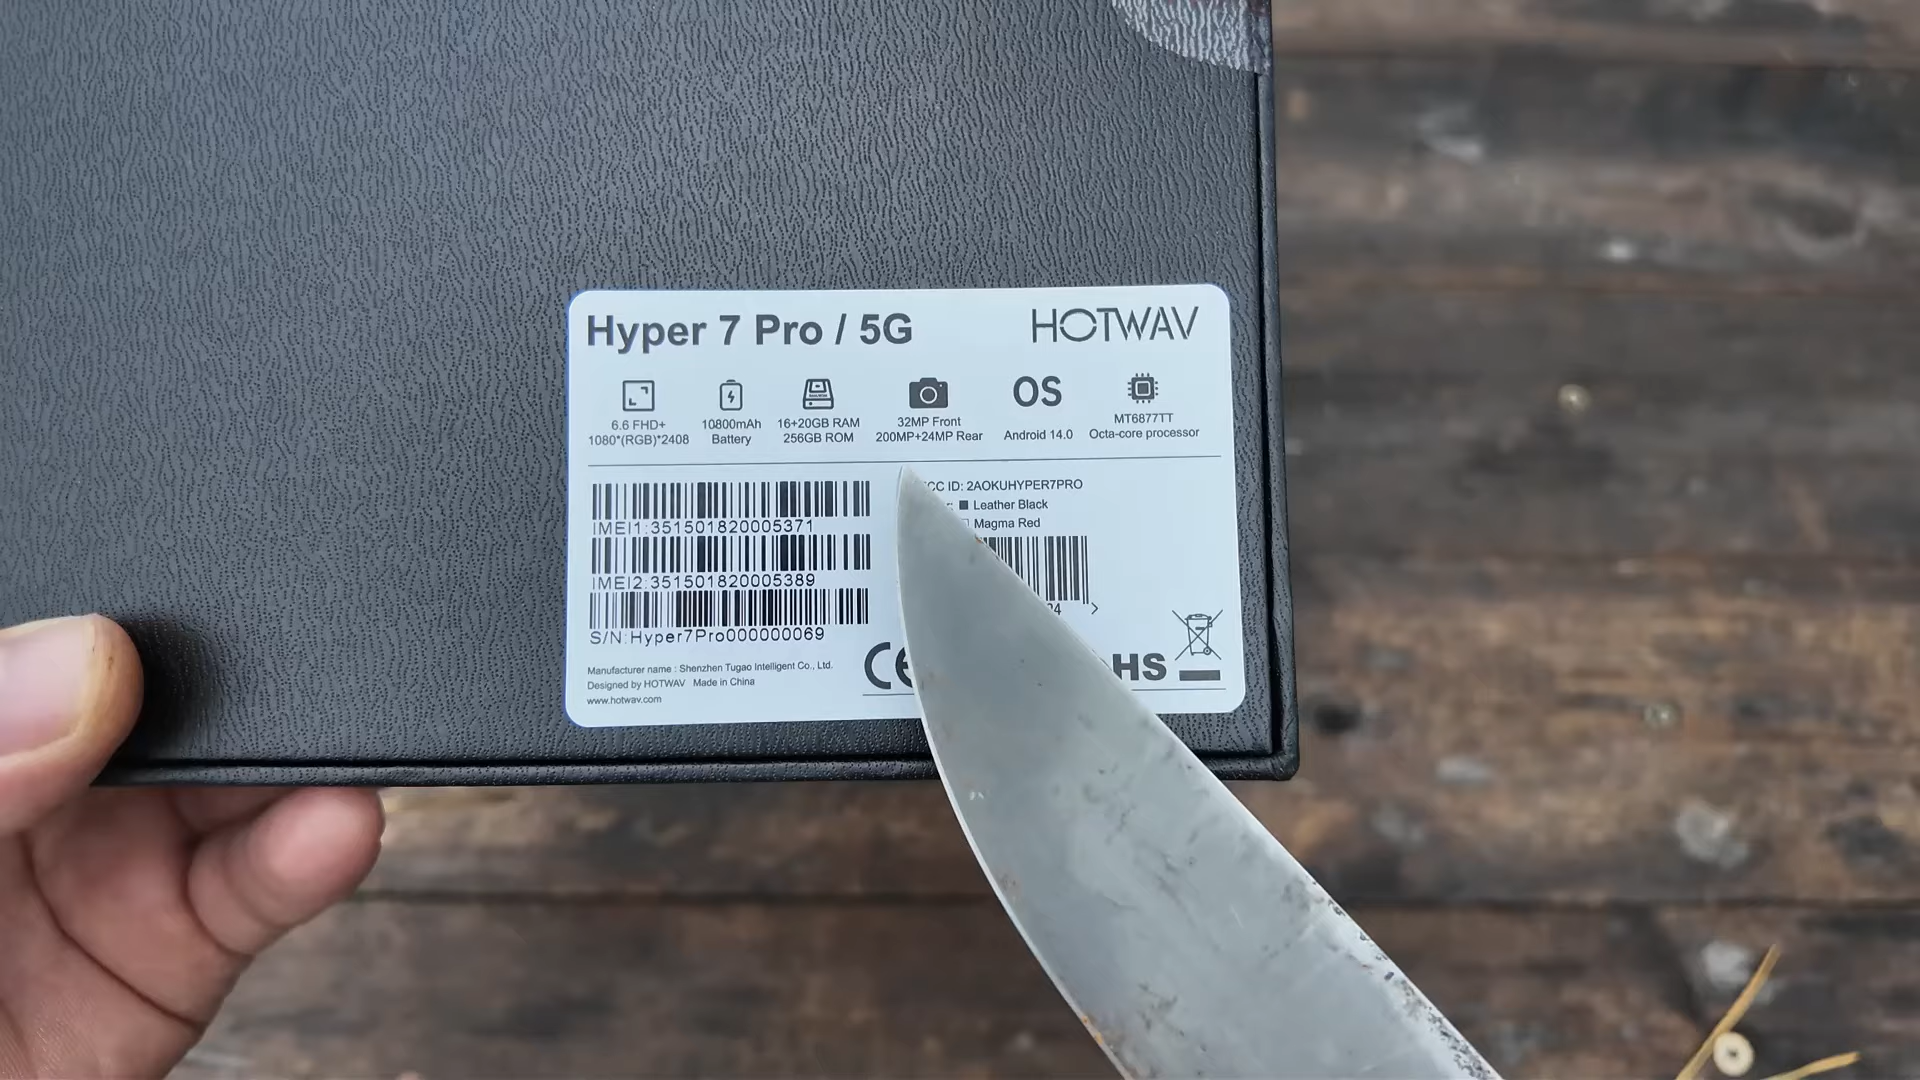 Hyper 7 Pro / 5G
HOTWAV
6.6 FHD+
1080*(RGB)*2408
10800mAh
Battery
16+20GB RAM
256GB ROM
32MP Front
200MP+24MP Rear
OS
Android 14.0
MT6877TT
Octa-core processor
IMEI1:351501820005371
IMEI2:351501820005389
S/N:Hyper7Pro000000069
CC ID: 2AOKUHYPER7PRO
Leather Black
Magma Red
24 >
Manufacturer name : Shenzhen Tugao Intelligent Co., Ltd.
Designed by HOTWAV Made in China
www.hotwav.com
CE
HS